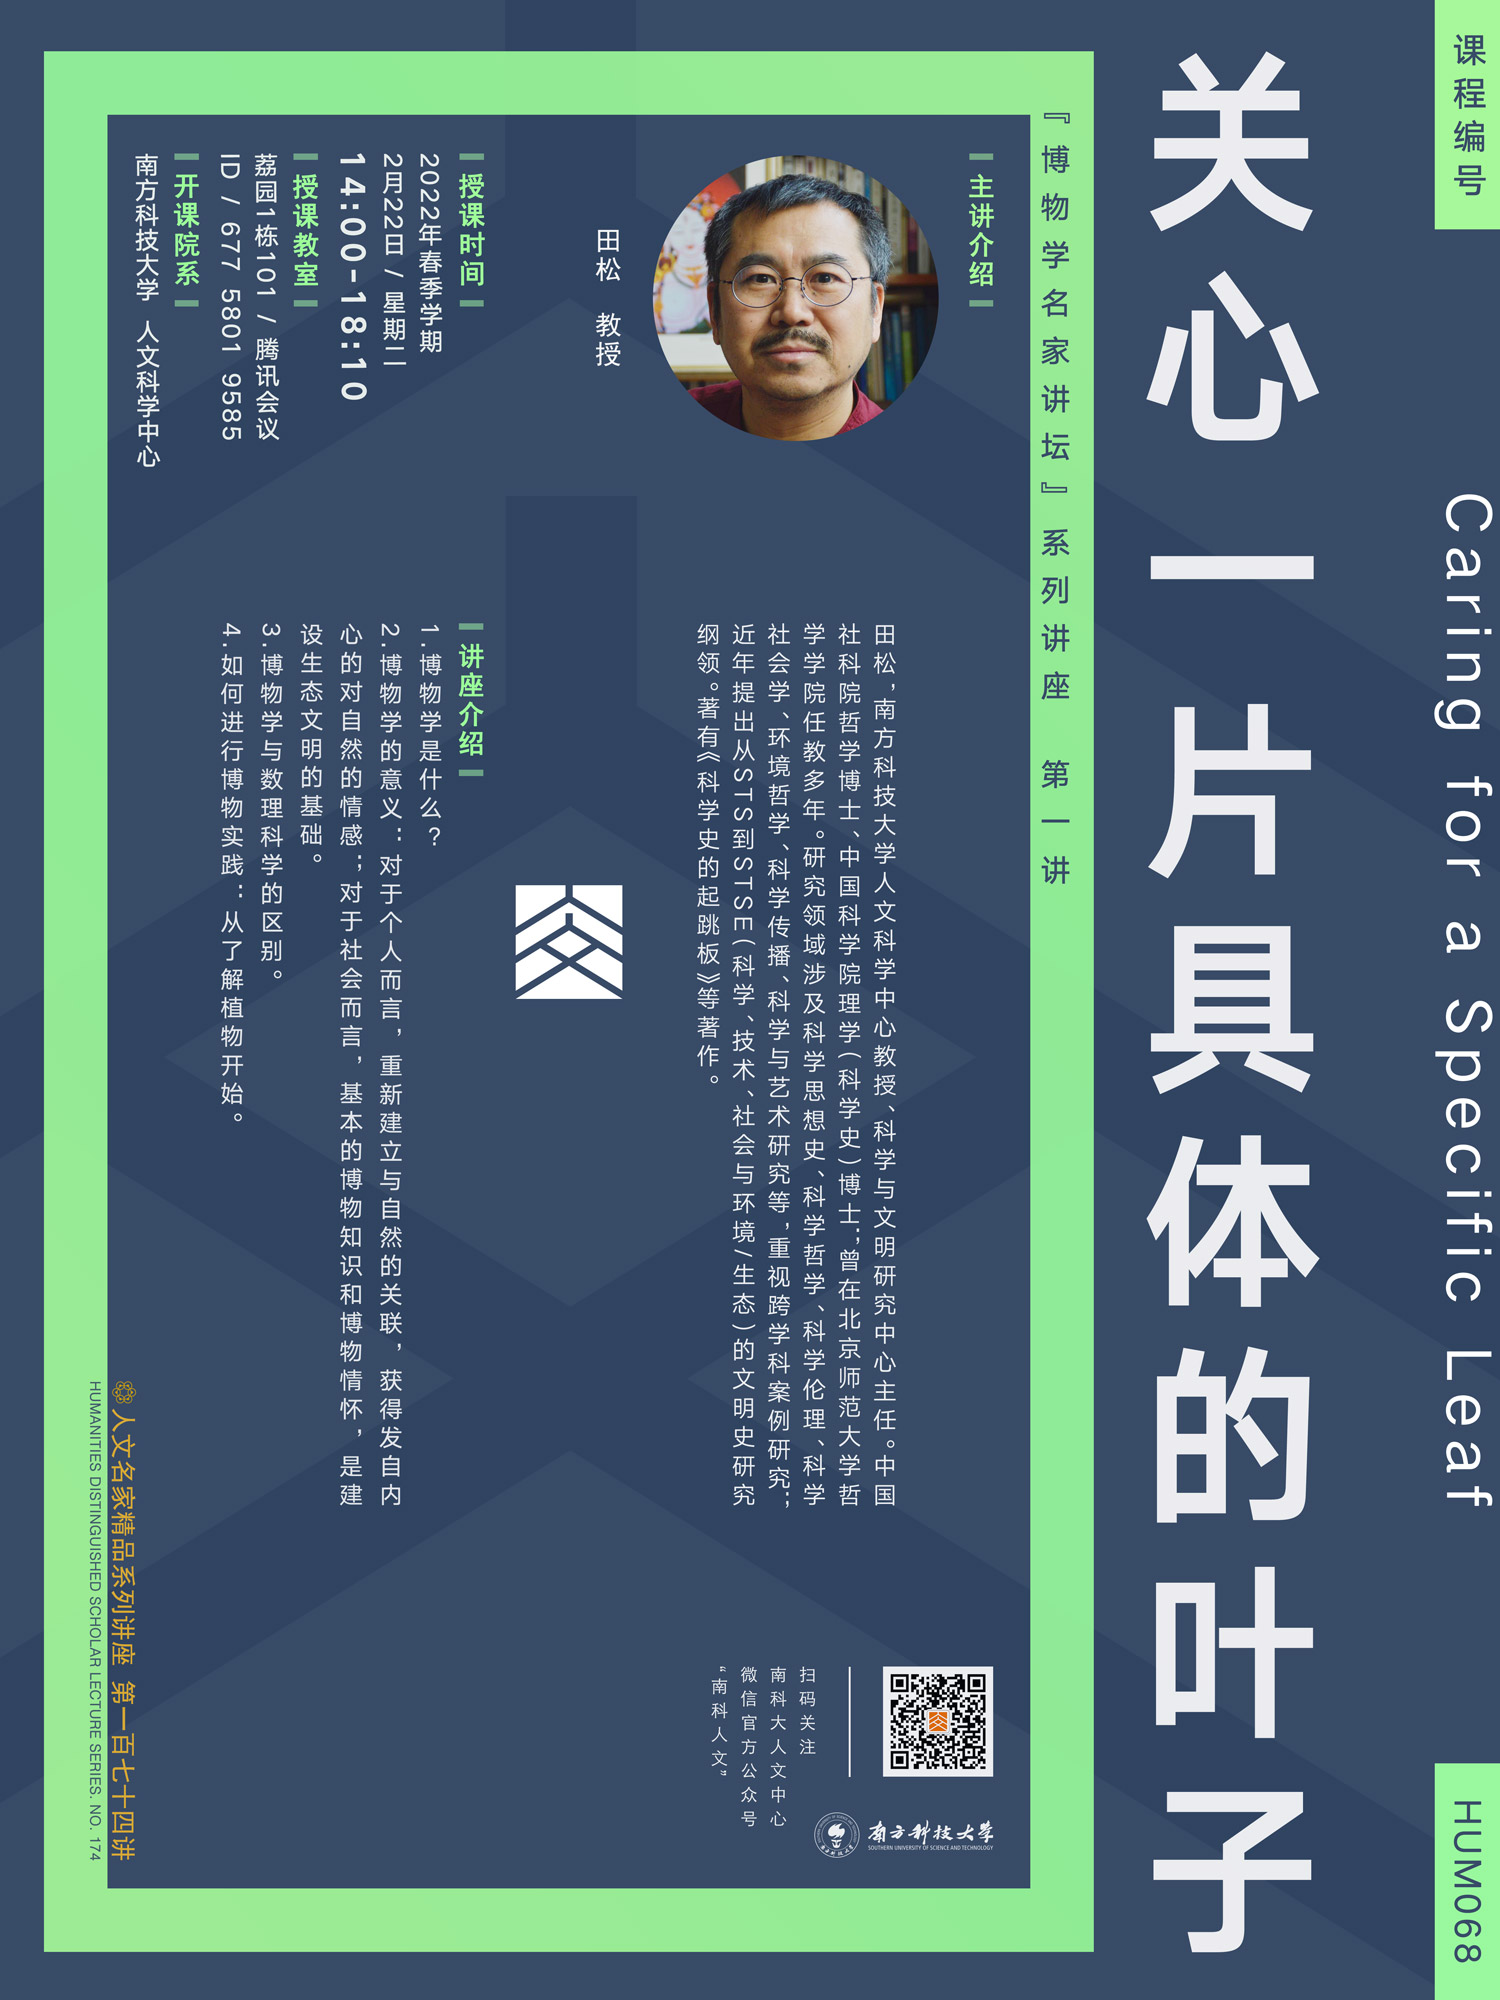 课程编号
HUM068
Caring for a Specific Leaf
关心一片具体的叶子
『博物学名家讲坛』系列讲座 第一讲
主讲介绍
田松 教授
田松，南方科技大学人文科学中心教授、科学与文明研究中心主任。中国
社科院哲学博士、中国科学院理学（科学史）博士；曾在北京师范大学哲
学学院任教多年。研究领域涉及科学思想史、科学哲学、科学伦理、科学
社会学、环境哲学、科学传播、科学与艺术研究等，重视跨学科案例研究；
近年提出从STS到STSE（科学、技术、社会与环境/生态）的文明史研究
纲领。著有《科学史的起跳板》等著作。
授课时间
2022年春季学期
2月22日 / 星期二
14:00-18:10
授课教室
荔园1栋101 / 腾讯会议
ID / 677 5801 9585
开课院系
南方科技大学 人文科学中心
讲座介绍
1.博物学是什么？
2.博物学的意义：对于个人而言，重新建立与自然的关联，获得发自内
心的对自然的情感；对于社会而言，基本的博物知识和博物情怀，是建
设生态文明的基础。
3.博物学与数理科学的区别。
4.如何进行博物实践：从了解植物开始。
扫码关注
南科大人文中心
微信官方公众号
“南科人文”
南方科技大学
SOUTHERN UNIVERSITY OF SCIENCE AND TECHNOLOGY
人文名家精品系列讲座 第一百七十四讲
HUMANITIES DISTINGUISHED SCHOLAR LECTURE SERIES. NO. 174